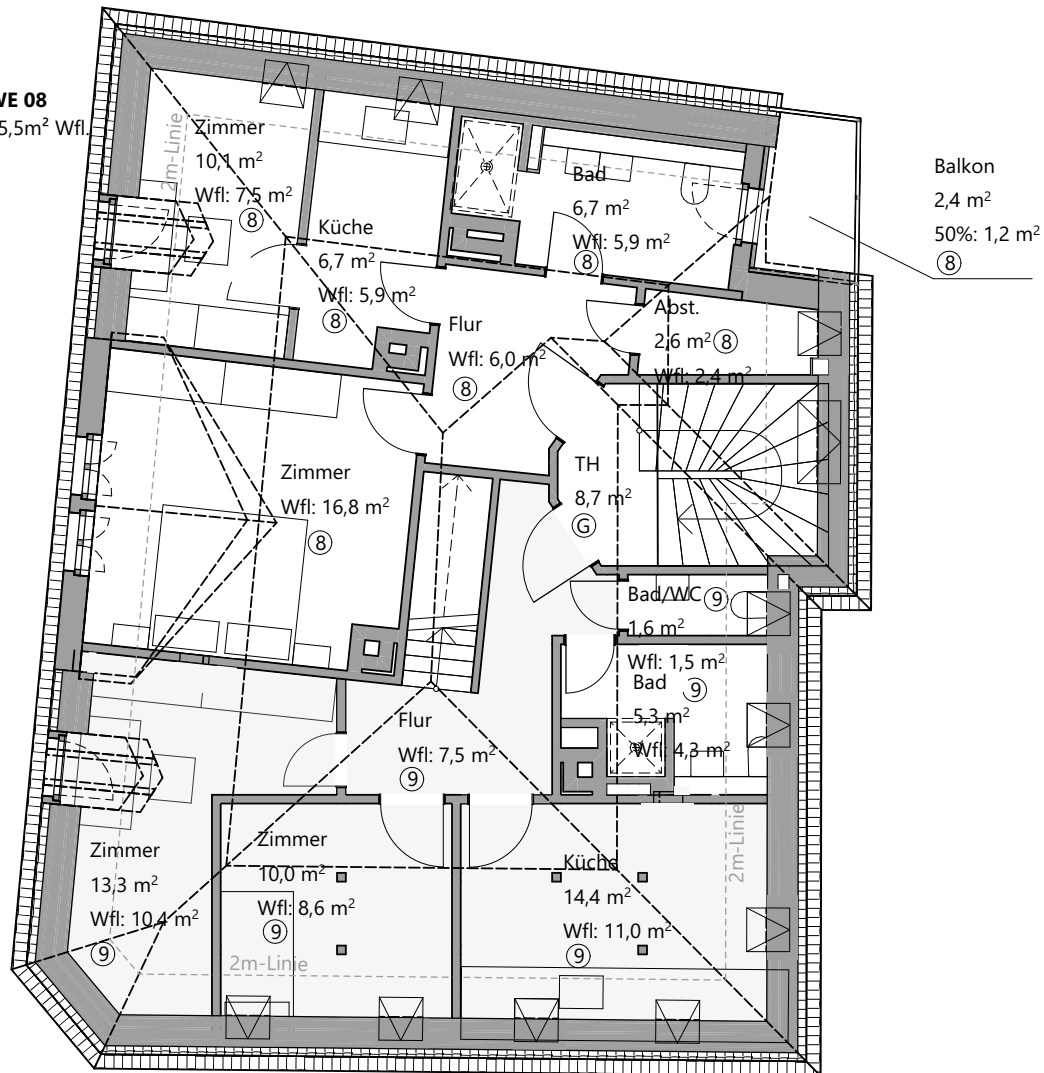 VE 08
5,5m² Wfl.
Zimmer
10,1 m²
Wfl: 7,5 m²
8
2m-Linie
Küche
6,7 m²
Wfl: 5,9 m²
8
Bad
6,7 m²
Wfl: 5,9 m²
8
Balkon
2,4 m²
50%: 1,2 m²
8
Flur
Wfl: 6,0 m²
8
Abst.
2,6 m² 8
Wfl: 2,4 m²
Zimmer
Wfl: 16,8 m²
8
TH
8,7 m²
G
Bad/WC 9
1,6 m²
Wfl: 1,5 m²
Bad 9
5,3 m²
Wfl: 4,3 m²
Flur
Wfl: 7,5 m²
9
Zimmer
13,3 m²
Wfl: 10,4 m²
9
Zimmer
10,0 m²
Wfl: 8,6 m²
9
Küche
14,4 m²
Wfl: 11,0 m²
9
2m-Linie
2m-Linie